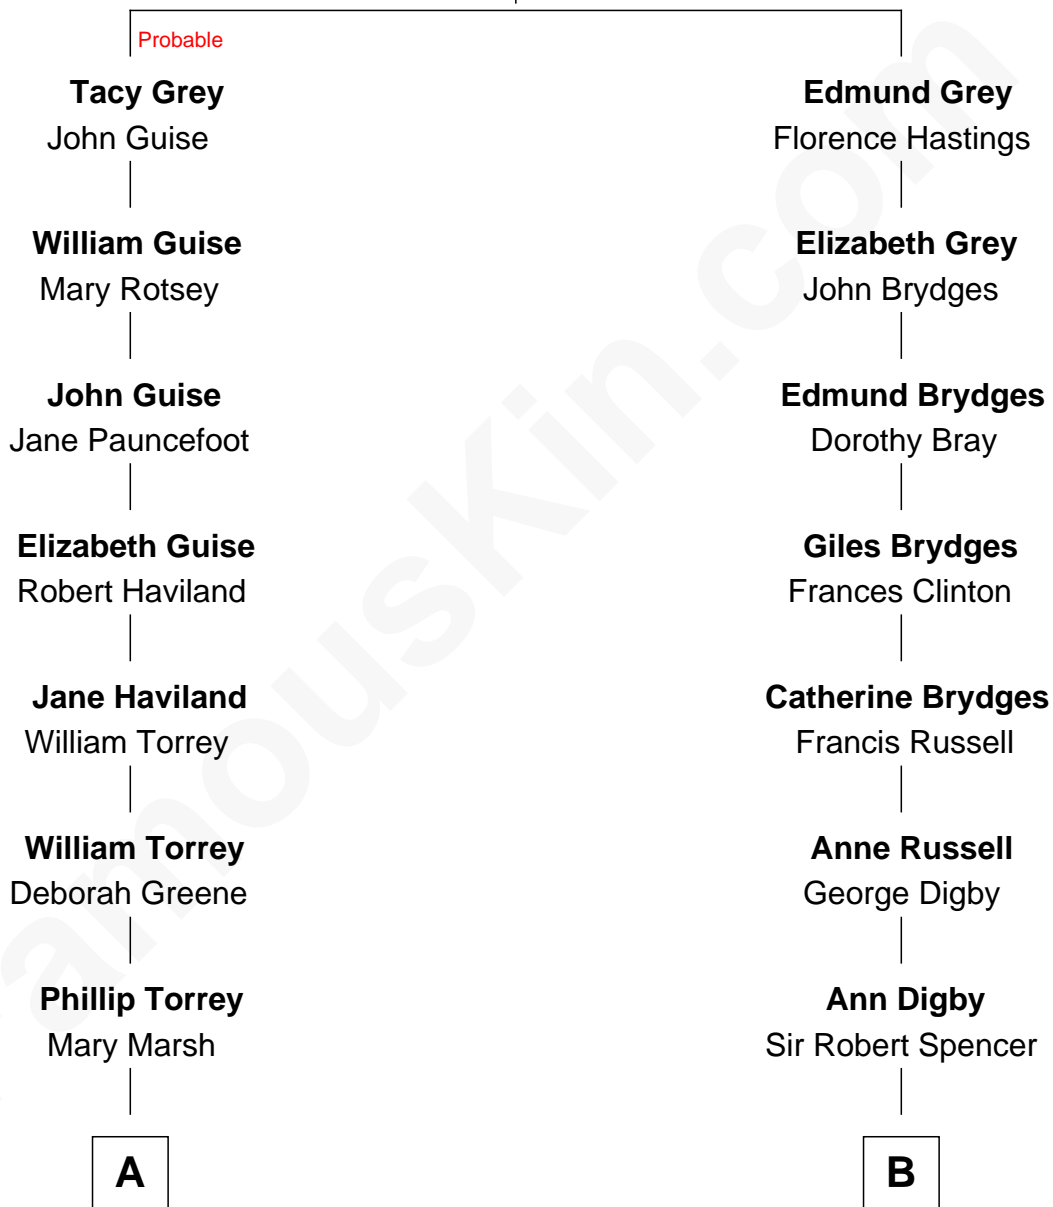 Probable
Tacy Grey
John Guise
William Guise
Mary Rotsey
John Guise
Jane Pauncefoot
Elizabeth Guise
Robert Haviland
Jane Haviland
William Torrey
William Torrey
Deborah Greene
Phillip Torrey
Mary Marsh
A
Edmund Grey
Florence Hastings
Elizabeth Grey
John Brydges
Edmund Brydges
Dorothy Bray
Giles Brydges
Frances Clinton
Catherine Brydges
Francis Russell
Anne Russell
George Digby
Ann Digby
Sir Robert Spencer
B
amousKin.com